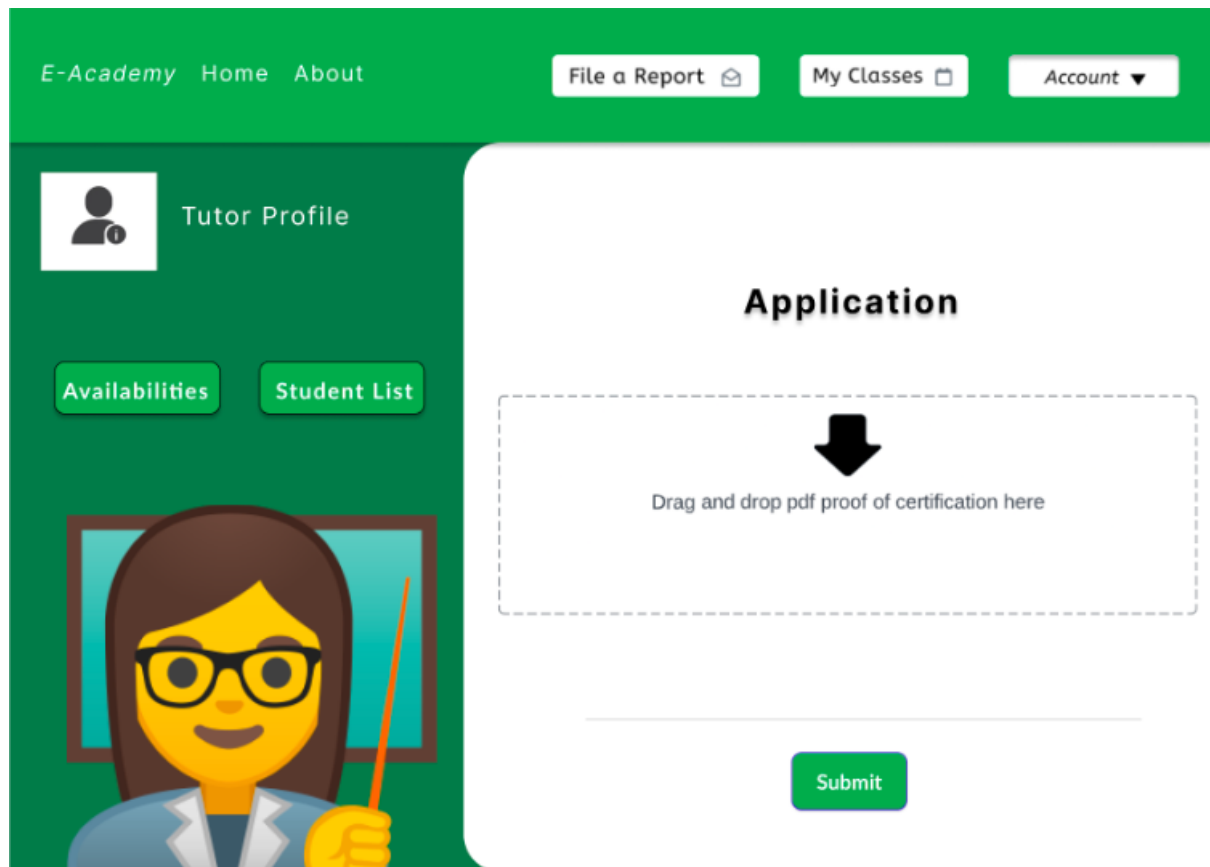 E-Academy Home About File a Report My Classes Account
Tutor Profile
Application
Availabilities Student List
Drag and drop pdf proof of certification here
Submit